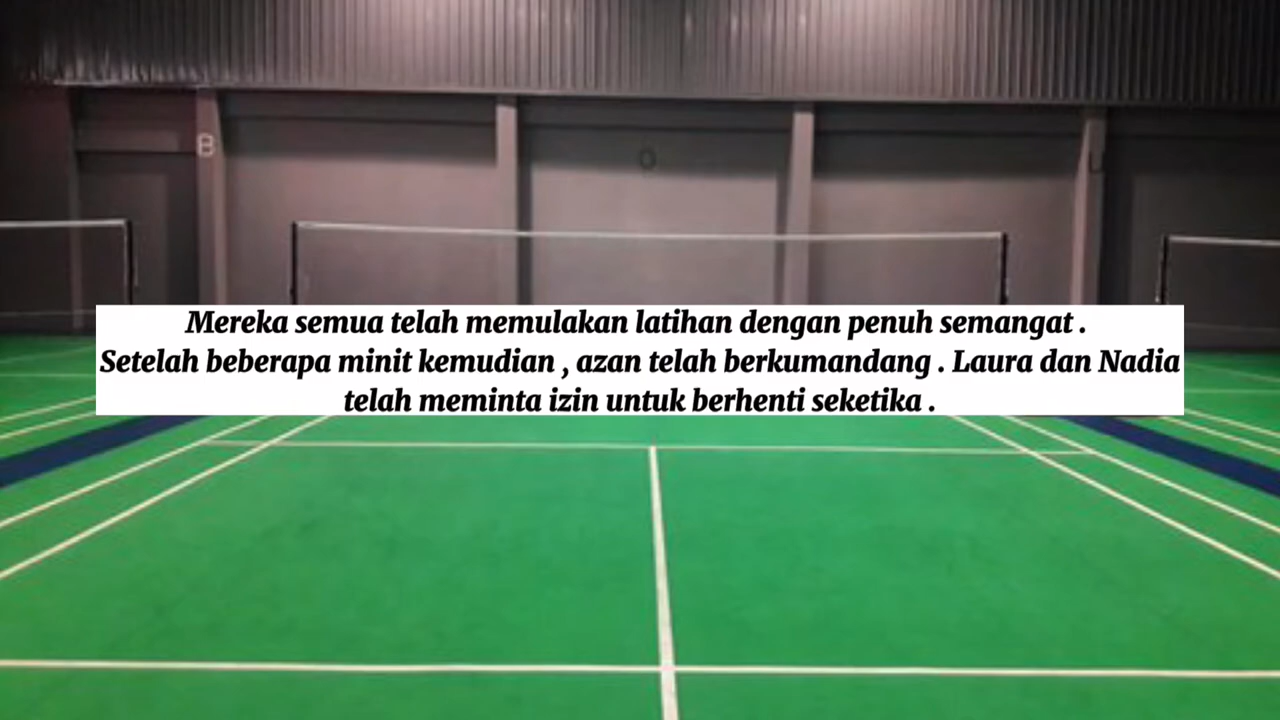 B
O
Mereka semua telah memulakan latihan dengan penuh semangat .
Setelah beberapa minit kemudian , azan telah berkumandang . Laura dan Nadia
telah meminta izin untuk berhenti seketika .